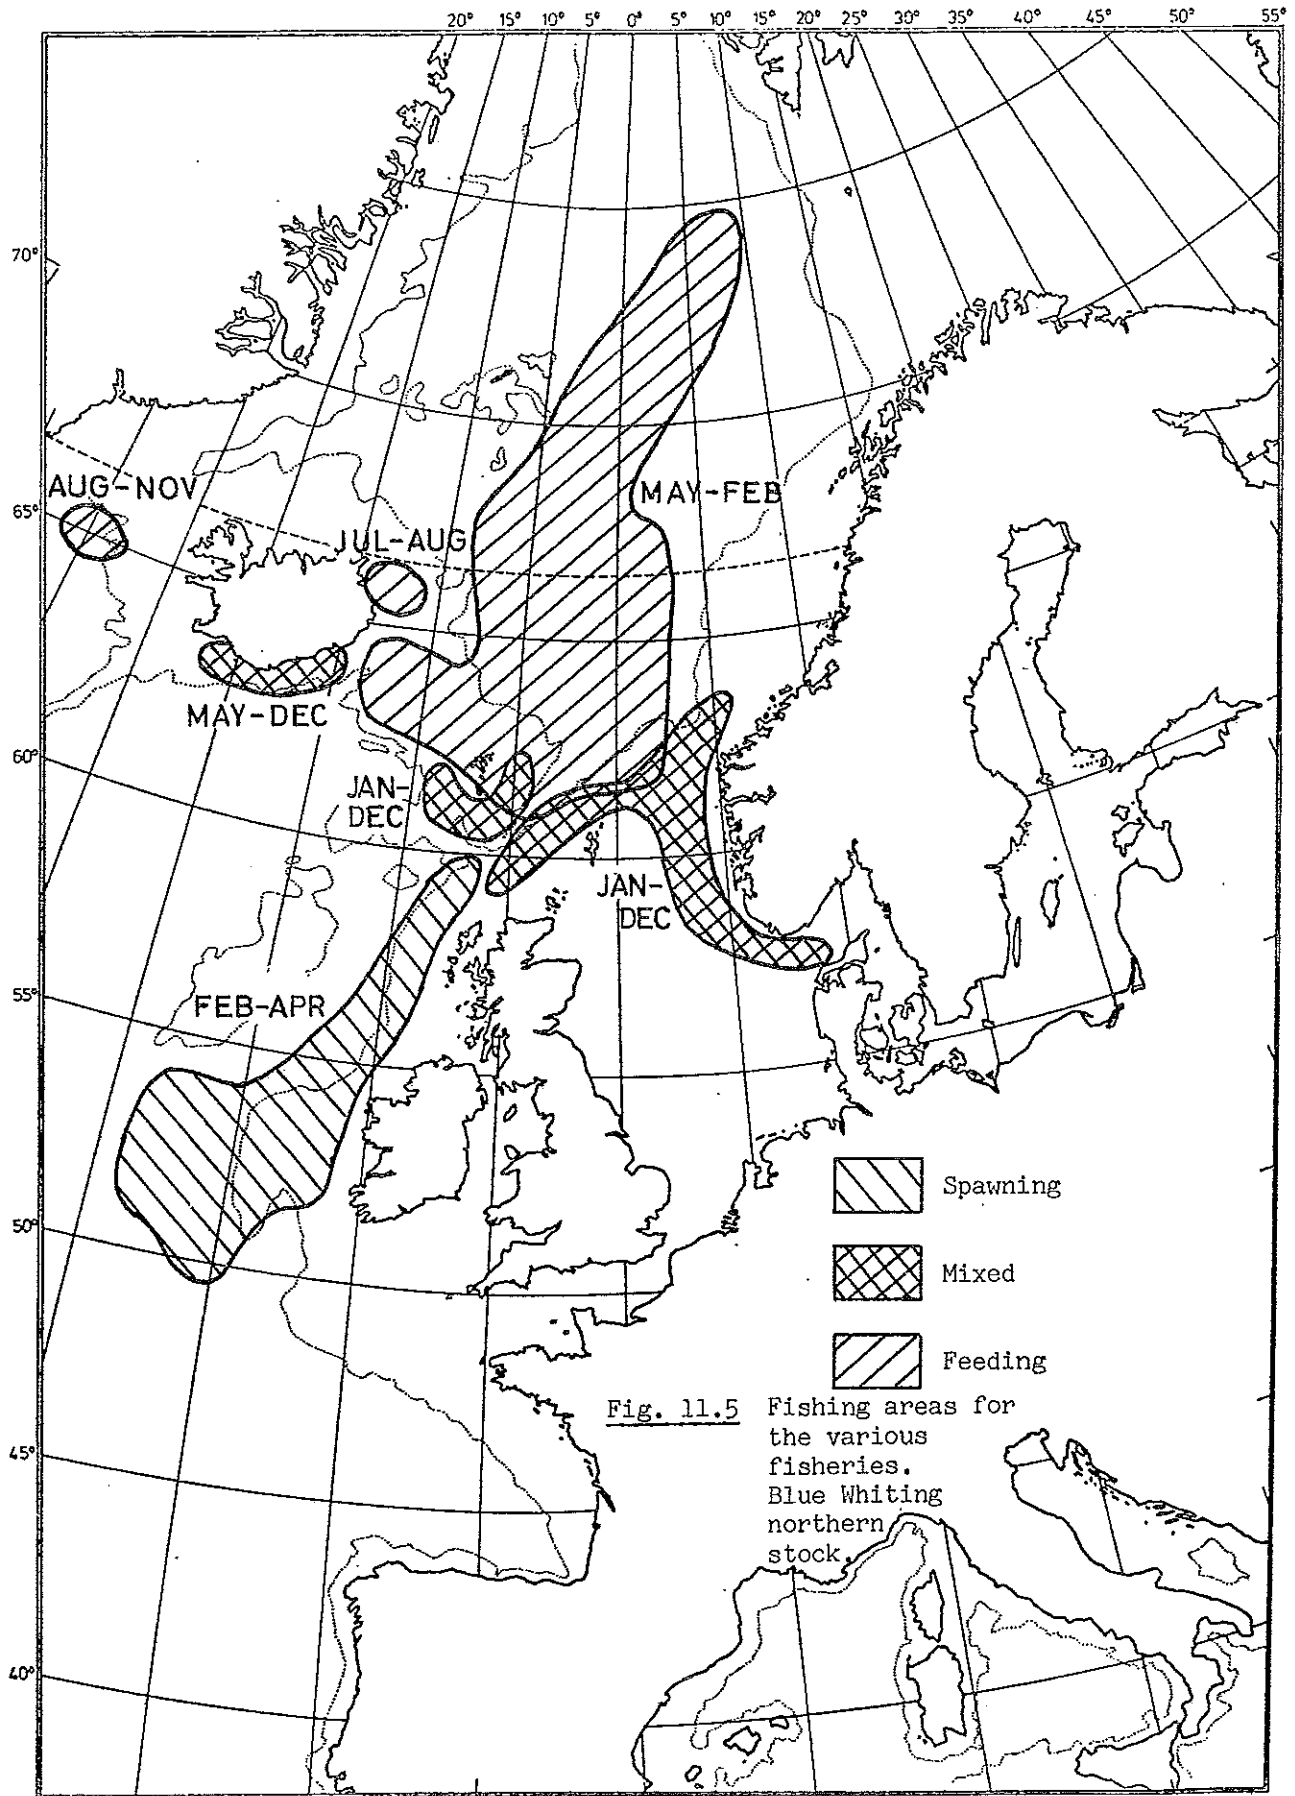 20° 15° 10° 5° 0° 5° 10° 15° 20° 25° 30° 35° 40° 45° 50° 55°
70°
AUG-NOV
MAY-FEB
65°
JUL-AUG
MAY-DEC
60°
JAN-
DEC
JAN-
DEC
55°
FEB-APR
Spawning
50°
Mixed
Feeding
Fig. 11.5 Fishing areas for
the various
fisheries.
45°
Blue Whiting
northern
stock.
40°